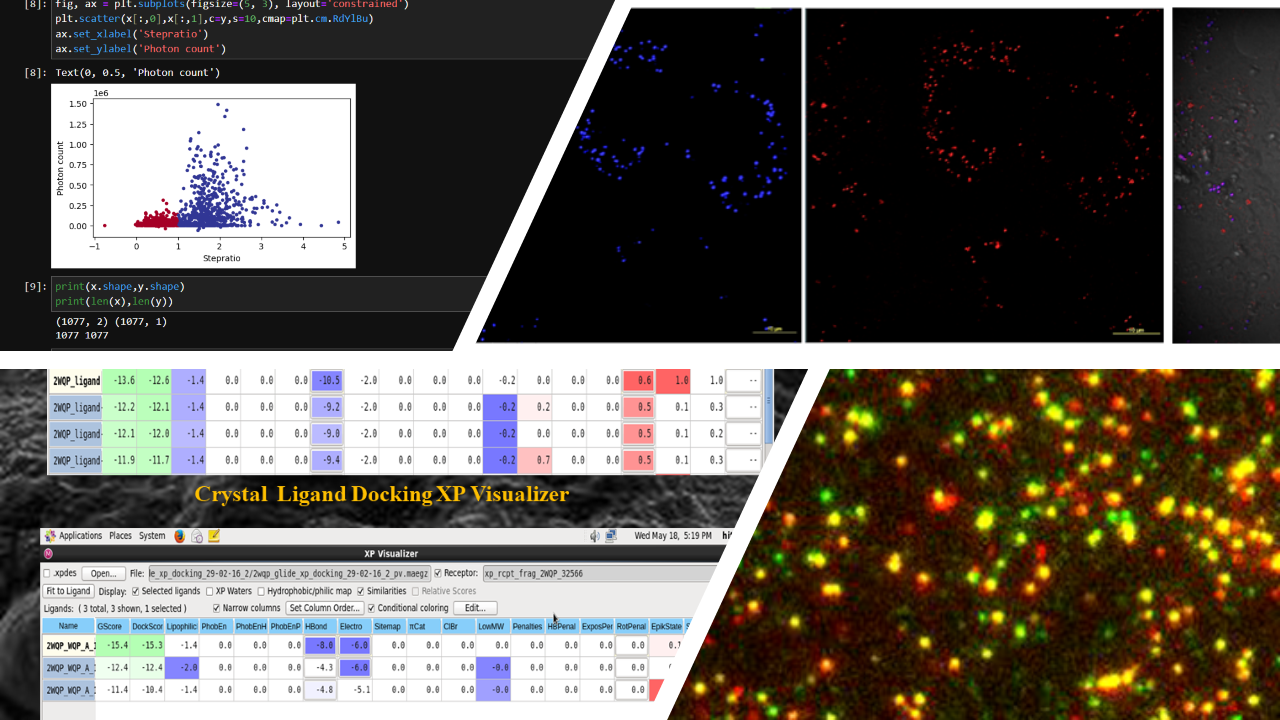 [8]: fig, ax = plt.subplots(figsize=(5, 3), layout='constrained')
plt.scatter(x[:,0],x[:,1],c=y,s=10,cmap=plt.cm.RdYlBu)
ax.set_xlabel('Stepratio')
ax.set_ylabel('Photon count')
[8]: Text(0, 0.5, 'Photon count')
1e6
1.50
1.25
1.00
0.75
0.50
0.25
0.00
Photon count
−1 0 1 2 3 4 5
Stepratio
[9]: print(x.shape,y.shape)
print(len(x),len(y))
(1077, 2) (1077, 1)
1077 1077
2WQP_ligand -13.6 -12.6 -1.4 0.0 0.0 0.0 -10.5 -2.0 0.0 0.0 0.0 -0.2 0.0 0.0 0.0 0.6 1.0 1.0 --
2WQP_ligand- -12.2 -12.1 -1.4 0.0 0.0 0.0 -9.2 -2.0 0.0 0.0 0.0 -0.2 0.2 0.0 0.0 0.5 0.1 0.3 --
2WQP_ligand- -12.1 -12.0 -1.4 0.0 0.0 0.0 -9.0 -2.0 0.0 0.0 0.0 -0.2 0.0 0.0 0.0 0.5 0.1 0.2 --
2WQP_ligand- -11.9 -11.7 -1.4 0.0 0.0 0.0 -9.4 -2.0 0.0 0.0 0.0 -0.2 0.7 0.0 0.0 0.5 0.1 0.3 --
Crystal Ligand Docking XP Visualizer
Applications Places System Wed May 18, 5:19 PM
XP Visualizer
.xpdes Open... File: le_xp_docking_29-02-16_2/2wqp_glide_xp_docking_29-02-16_2_pv.maegz Receptor: xp_rcpt_frag_2WQP_32566
Fit to Ligand Display: Selected ligands XP Waters Hydrophobic/philic map Similarities Relative Scores
Ligands: ( 3 total, 3 shown, 1 selected ) Narrow columns Set Column Order... Conditional coloring Edit...
Name GScore DockScor Lipophilic PhobEn PhobEnH PhobEnP HBond Electro Sitemap πCat ClBr LowMW Penalties HBPenal ExposPer RotPenal EpikState
2WQP_WQP_A_1 -15.4 -15.3 -1.4 0.0 0.0 0.0 -8.0 -6.0 0.0 0.0 0.0 0.0 0.0 0.0 0.0 0.0 0.1
2WQP_WQP_A_1 -12.4 -12.4 -2.0 0.0 0.0 0.0 -4.3 -6.0 0.0 0.0 0.0 -0.0 0.0 0.0 0.0 0.0
2WQP_WQP_A_1 -11.4 -10.4 -1.4 0.0 0.0 0.0 -4.8 -5.1 0.0 0.0 0.0 -0.0 0.0 0.0 0.0 0.0